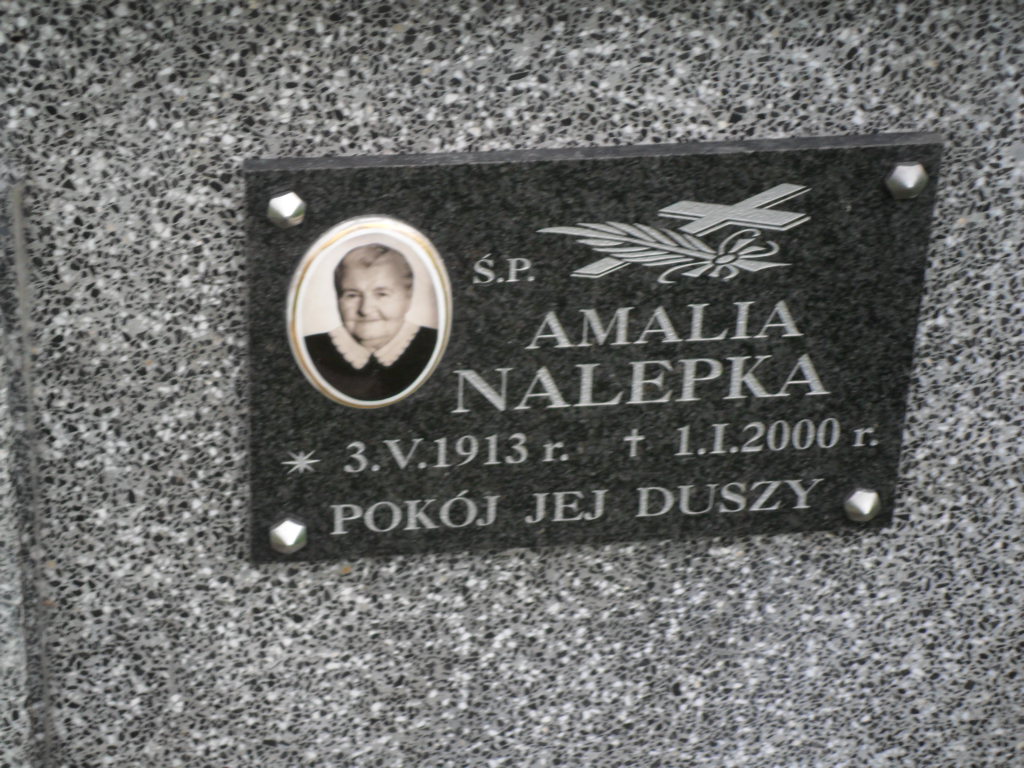 Ś.P.
AMALIA
NALEPKA
* 3.V.1913 r. † 1.I.2000 r.
POKÓJ JEJ DUSZY